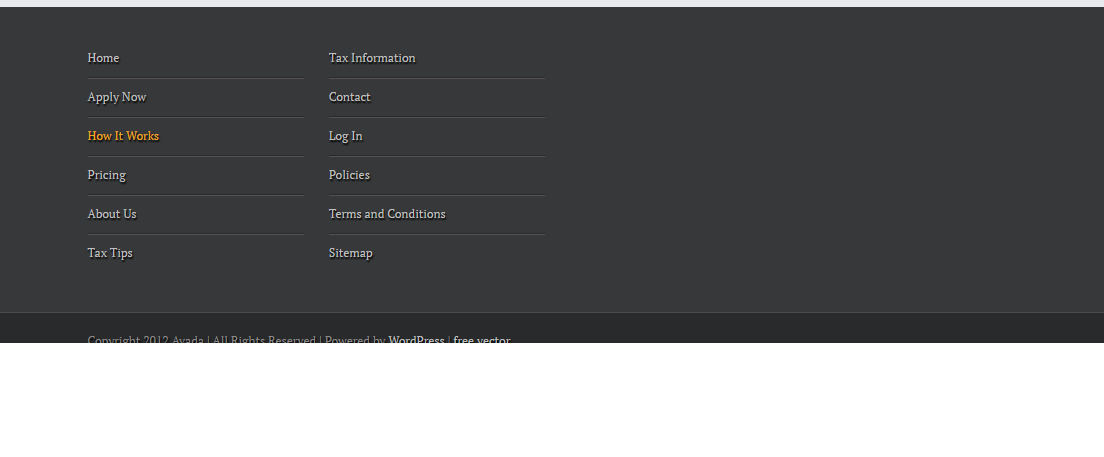 Home
Apply Now
How It Works
Pricing
About Us
Tax Tips
Tax Information
Contact
Log In
Policies
Terms and Conditions
Sitemap
Copyright 2012 Avada | All Rights Reserved | Powered by WordPress | free vector